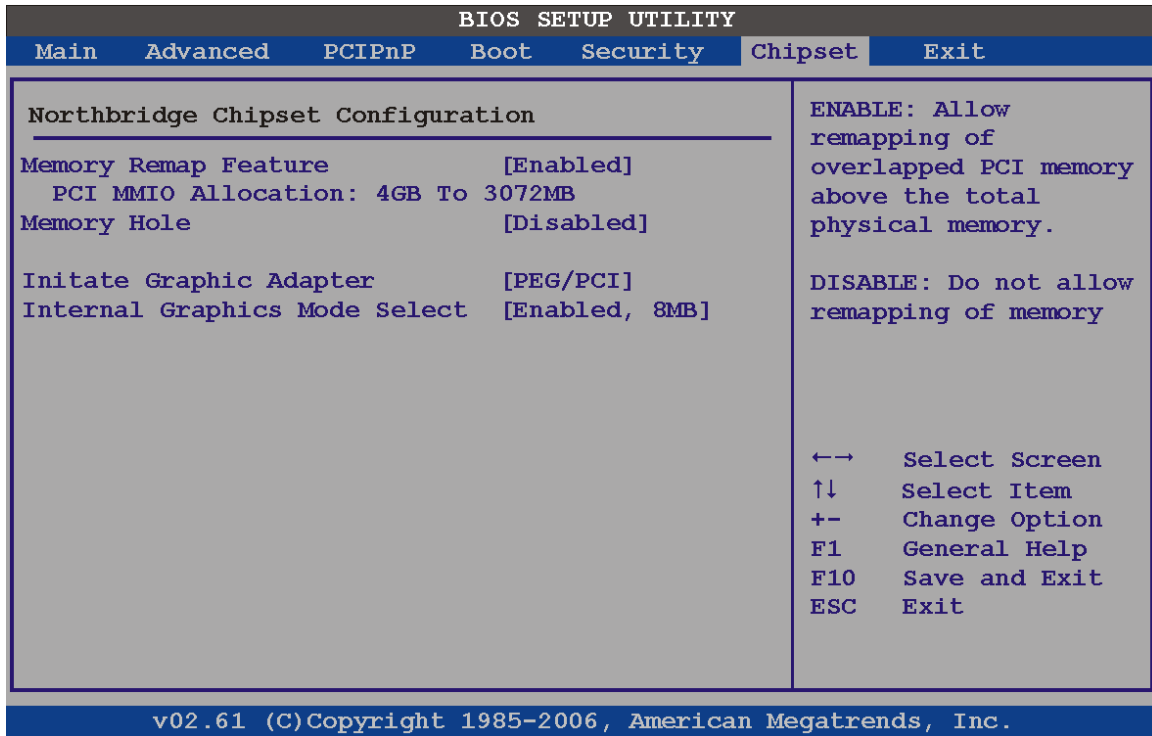 BIOS SETUP UTILITY
Main Advanced PCIPnP Boot Security Chipset Exit
Northbridge Chipset Configuration
Memory Remap Feature [Enabled]
PCI MMIO Allocation: 4GB To 3072MB
Memory Hole [Disabled]
Initate Graphic Adapter [PEG/PCI]
Internal Graphics Mode Select [Enabled, 8MB]
ENABLE: Allow
remapping of
overlapped PCI memory
above the total
physical memory.
DISABLE: Do not allow
remapping of memory
←→ Select Screen
↑↓ Select Item
+- Change Option
F1 General Help
F10 Save and Exit
ESC Exit
v02.61 (C)Copyright 1985-2006, American Megatrends, Inc.